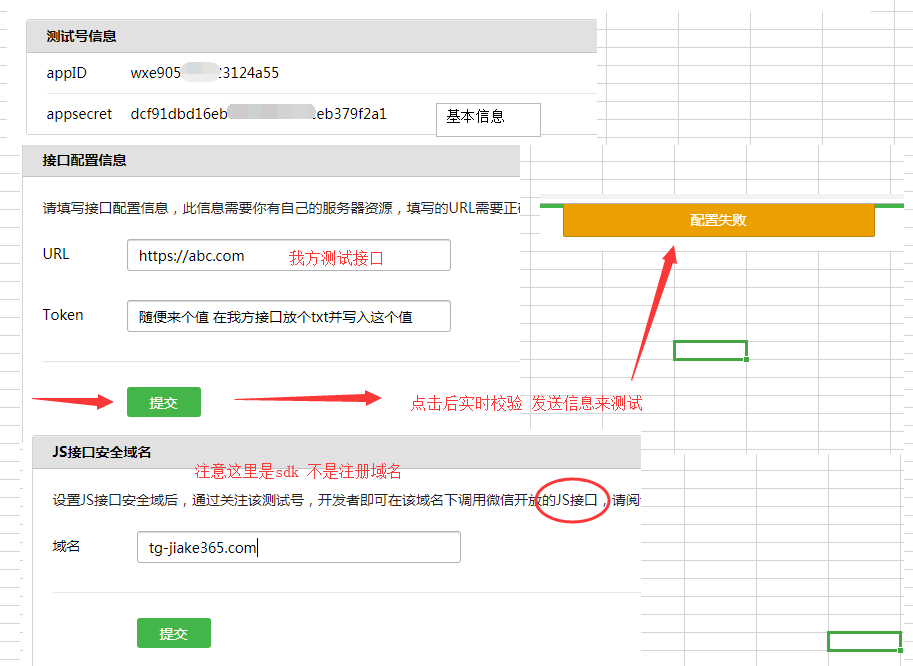 测试号信息
appID wxe905 3124a55
appsecret dcf91dbd16eb eb379f2a1
基本信息
接口配置信息
请填写接口配置信息，此信息需要你有自己的服务器资源，填写的URL需要正
配置失败
URL https://abc.com 我方测试接口
Token 随便来个值 在我方接口放个txt并写入这个值
提交
点击后实时校验 发送信息来测试
JS接口安全域名
注意这里是sdk 不是注册域名
设置JS接口安全域后，通过关注该测试号，开发者即可在该域名下调用微信开放的JS接口，请阅
域名 tg-jiake365.com
提交